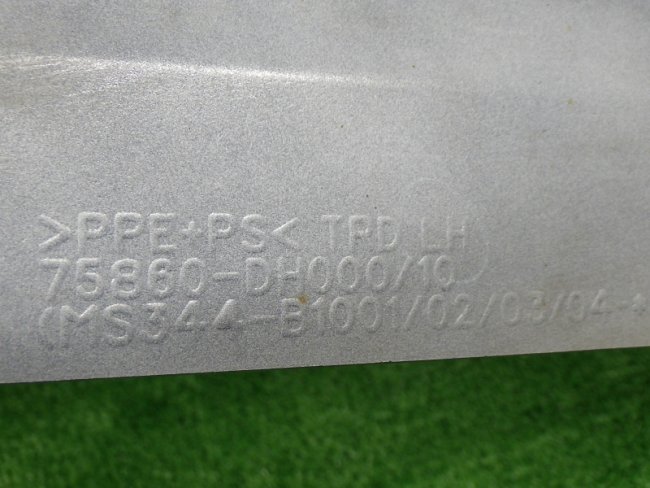 >PPE+PS< TPD LH
75860-DH000/10
(MS344-B1001/02/03/04-*